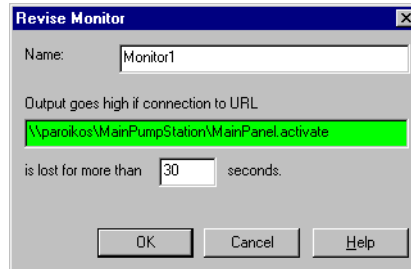 Revise Monitor
Name: Monitor1
Output goes high if connection to URL
\\paroikos\MainPumpStation\MainPanel.activate
is lost for more than 30 seconds.
OK Cancel Help